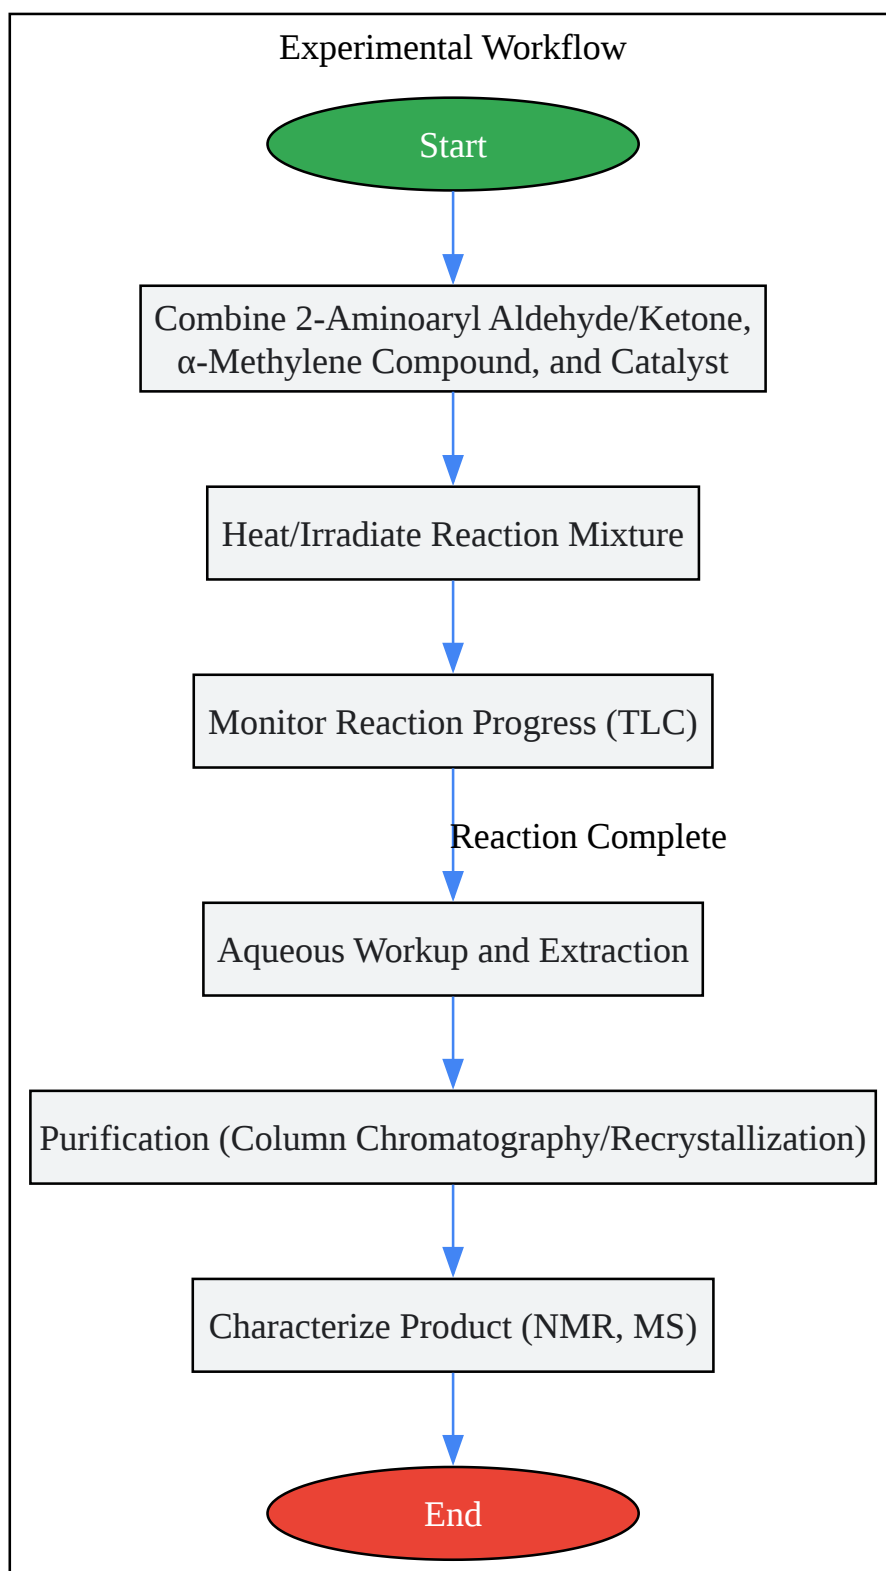 Experimental Workflow
Start
Combine 2-Aminoaryl Aldehyde/Ketone,
α-Methylene Compound, and Catalyst
Heat/Irradiate Reaction Mixture
Monitor Reaction Progress (TLC)
Reaction Complete
Aqueous Workup and Extraction
Purification (Column Chromatography/Recrystallization)
Characterize Product (NMR, MS)
End